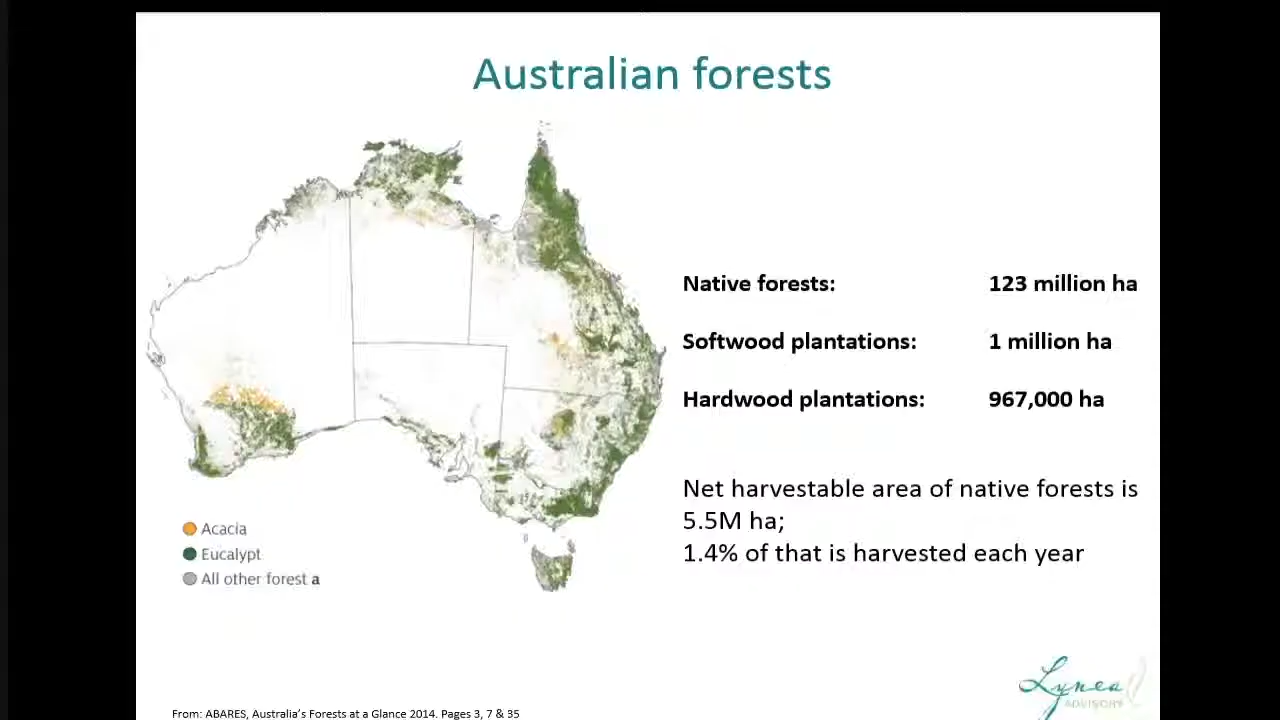 Australian forests
Native forests: 123 million ha
Softwood plantations: 1 million ha
Hardwood plantations: 967,000 ha
Net harvestable area of native forests is
5.5M ha;
1.4% of that is harvested each year
Acacia
Eucalypt
All other forest a
Lynea
ADVISORY
From: ABARES, Australia's Forests at a Glance 2014. Pages 3, 7 & 35